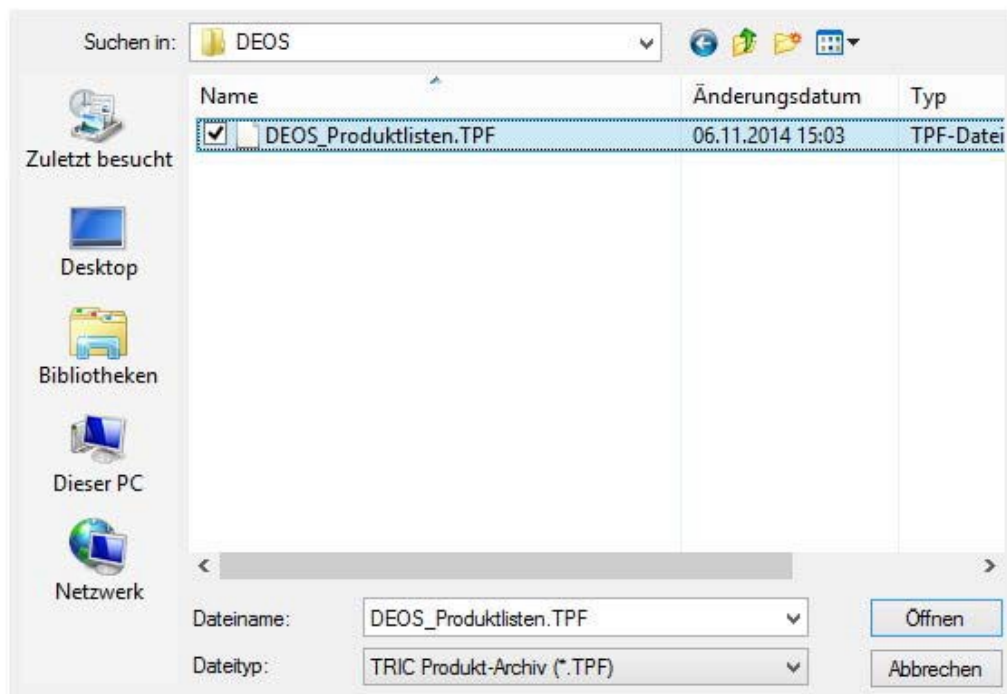 Suchen in: DEOS
Name Änderungsdatum Typ
DEOS_Produktlisten.TPF 06.11.2014 15:03 TPF-Datei
Zuletzt besucht
Desktop
Bibliotheken
Dieser PC
Netzwerk
Dateiname: DEOS_Produktlisten.TPF Öffnen
Dateityp: TRIC Produkt-Archiv (*.TPF) Abbrechen